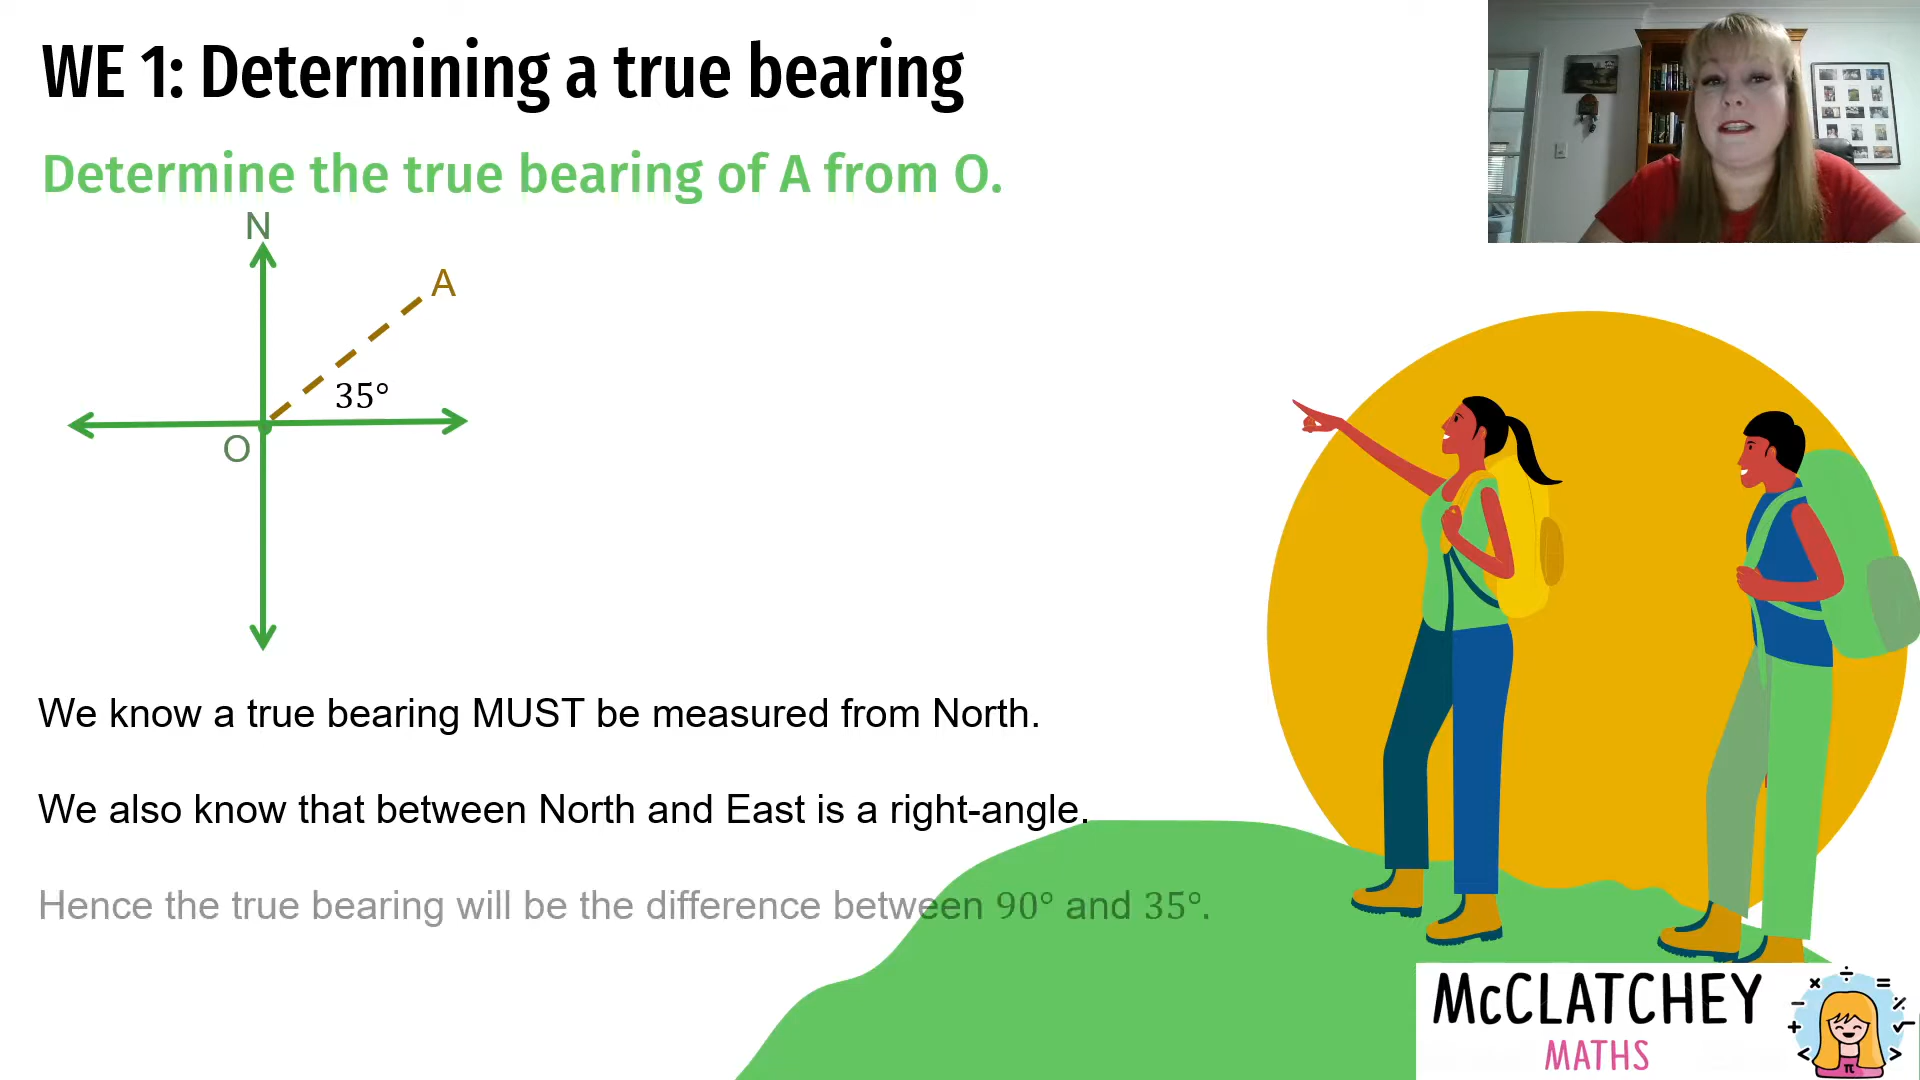 WE 1: Determining a true bearing
Determine the true bearing of A from O.
N
A
35°
O
We know a true bearing MUST be measured from North.
We also know that between North and East is a right-angle.
Hence the true bearing will be the difference between 90° and 35°.
McCLATCHEY
MATHS
× ÷ = − % + √ < > π